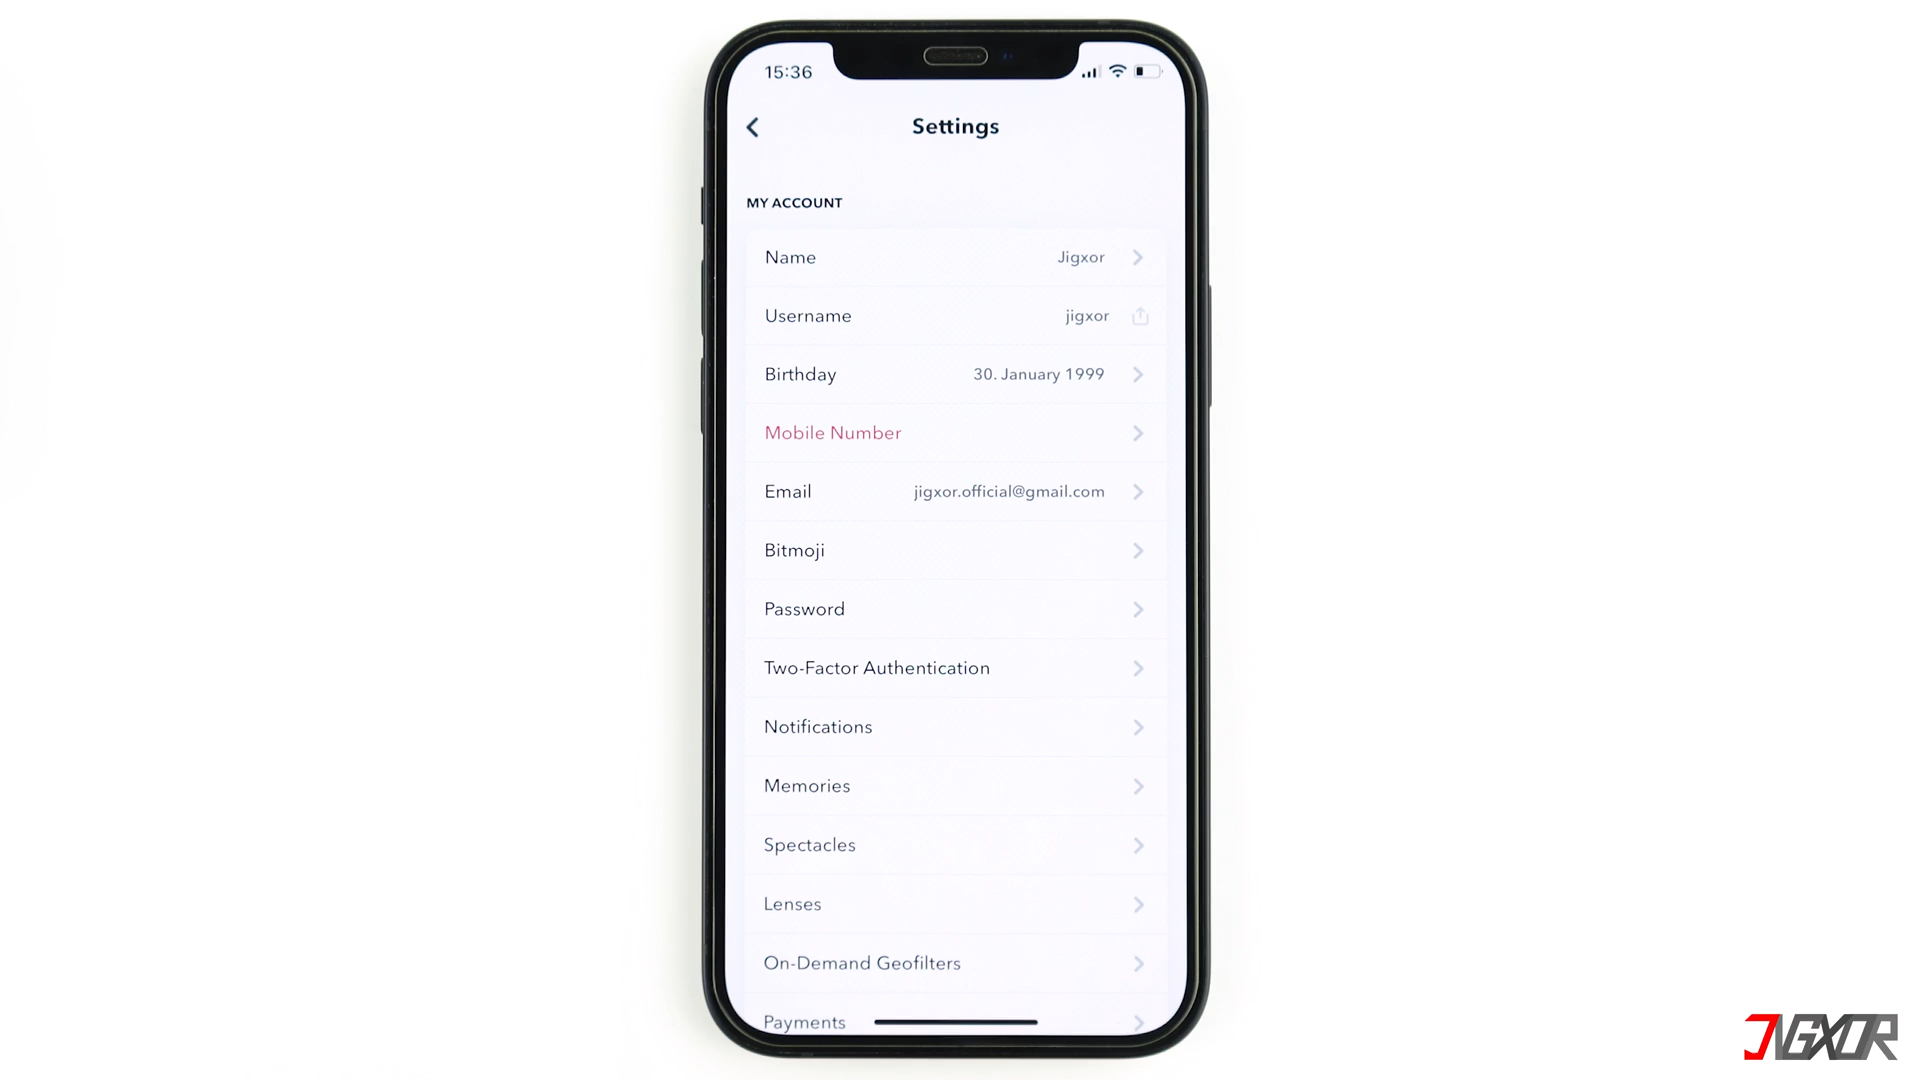 15:36
Settings
MY ACCOUNT
Name Jigxor
Username jigxor
Birthday 30. January 1999
Mobile Number
Email jigxor.official@gmail.com
Bitmoji
Password
Two-Factor Authentication
Notifications
Memories
Spectacles
Lenses
On-Demand Geofilters
Payments
JIGXOR